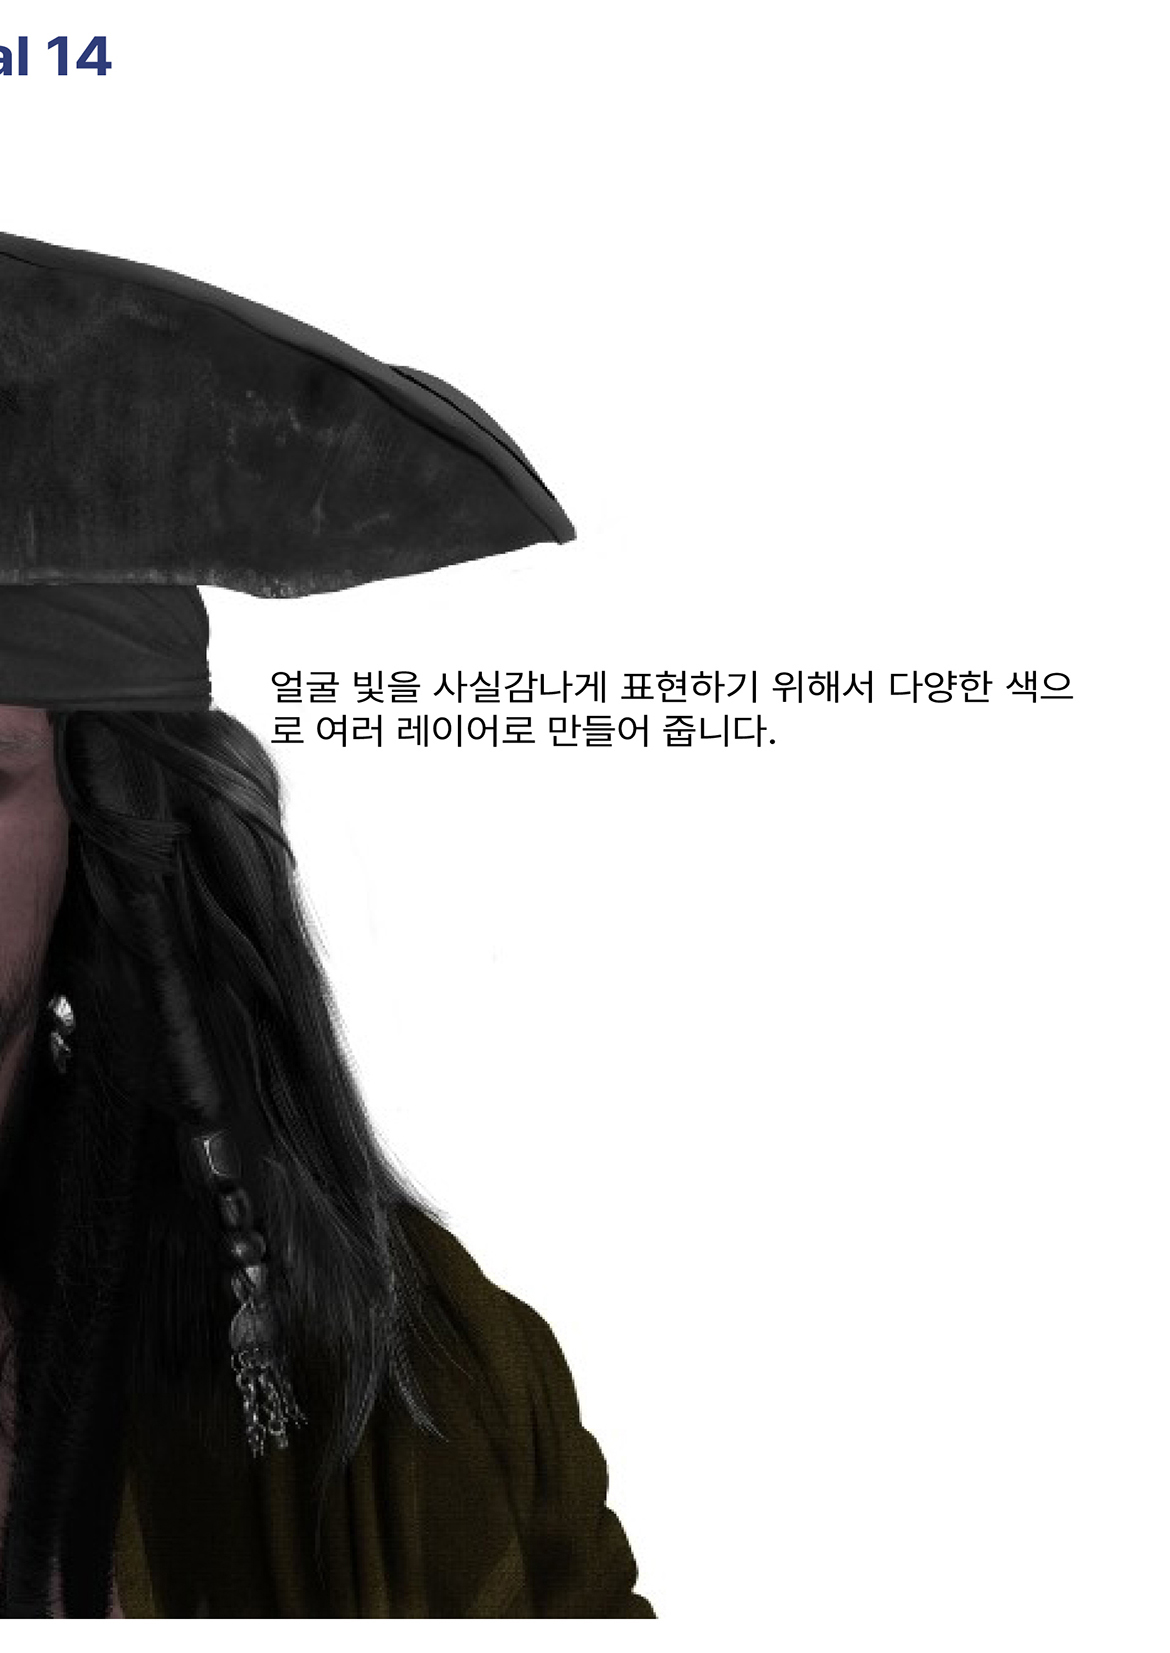 al 14
얼굴 빛을 사실감나게 표현하기 위해서 다양한 색으
로 여러 레이어로 만들어 줍니다.